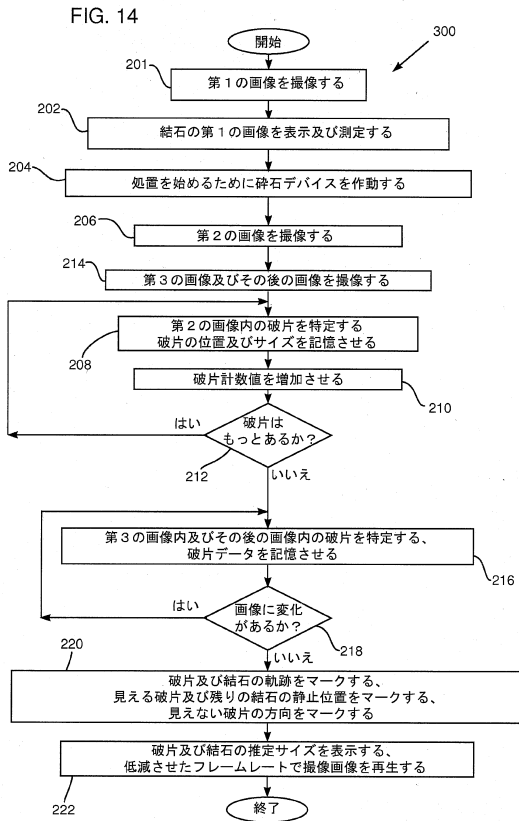 FIG. 14
開始
300
201
第1の画像を撮像する
202
結石の第1の画像を表示及び測定する
204
処置を始めるために砕石デバイスを作動する
206
第2の画像を撮像する
214
第3の画像及びその後の画像を撮像する
第2の画像内の破片を特定する
破片の位置及びサイズを記憶させる
208
破片計数値を増加させる
210
はい
破片は
もっとあるか？
212
いいえ
第3の画像内及びその後の画像内の破片を特定する、
破片データを記憶させる
216
はい
画像に変化
があるか？
218
いいえ
220
破片及び結石の軌跡をマークする、
見える破片及び残りの結石の静止位置をマークする、
見えない破片の方向をマークする
破片及び結石の推定サイズを表示する、
低減させたフレームレートで撮像画像を再生する
222
終了